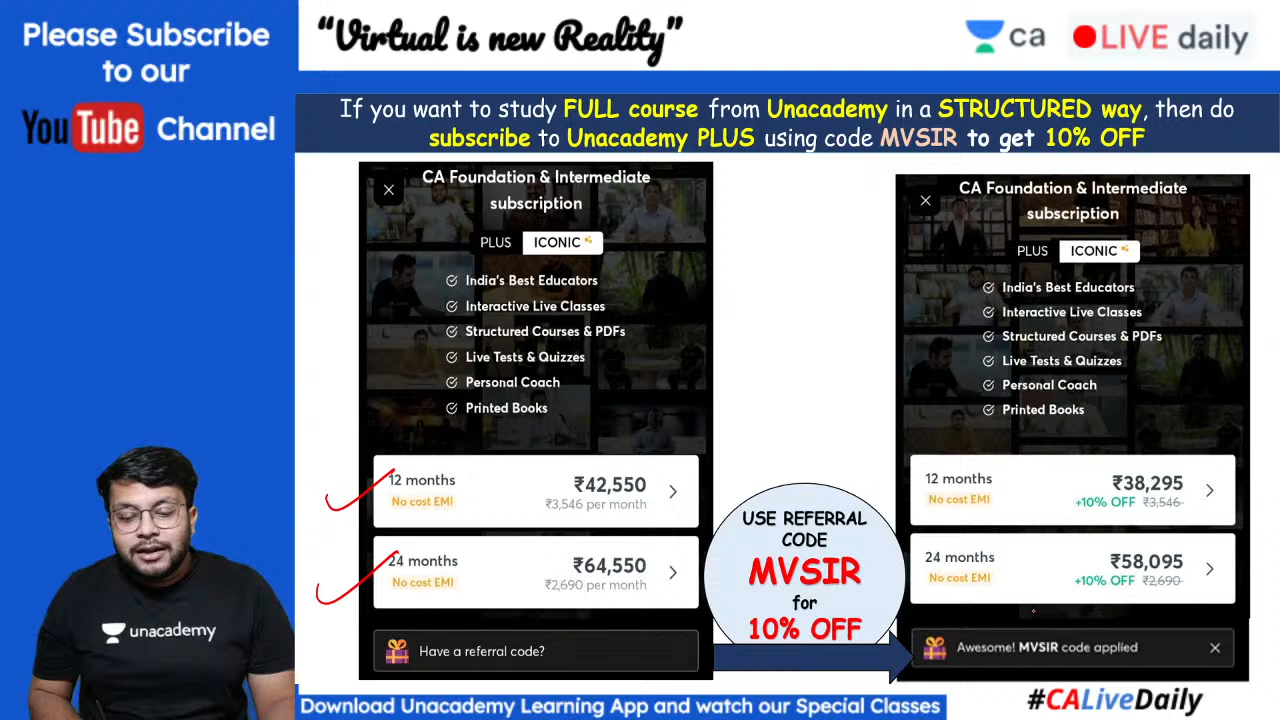 Please Subscribe
to our
YouTube Channel
“Virtual is new Reality”
ca
LIVE daily
If you want to study FULL course from Unacademy in a STRUCTURED way, then do
subscribe to Unacademy PLUS using code MVSIR to get 10% OFF
CA Foundation & Intermediate
subscription
PLUS ICONIC
India's Best Educators
Interactive Live Classes
Structured Courses & PDFs
Live Tests & Quizzes
Personal Coach
Printed Books
12 months ₹42,550
No cost EMI ₹3,546 per month
24 months ₹64,550
No cost EMI ₹2,690 per month
Have a referral code?
USE REFERRAL
CODE
MVSIR
for
10% OFF
CA Foundation & Intermediate
subscription
PLUS ICONIC
India's Best Educators
Interactive Live Classes
Structured Courses & PDFs
Live Tests & Quizzes
Personal Coach
Printed Books
12 months ₹38,295
No cost EMI +10% OFF ₹3,546
24 months ₹58,095
No cost EMI +10% OFF ₹2,690
Awesome! MVSIR code applied
unacademy
Download Unacademy Learning App and watch our Special Classes
#CALiveDaily